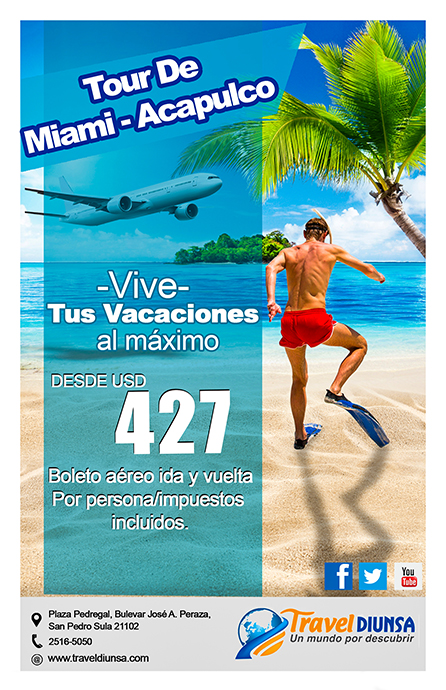 Tour De
Miami - Acapulco
-Vive-
Tus Vacaciones
al máximo
DESDE USD
427
Boleto aéreo ida y vuelta
Por persona/impuestos
incluídos.
f
You
Tube
Plaza Pedregal, Bulevar José A. Peraza,
San Pedro Sula 21102
2516-5050
@ www.traveldiunsa.com
Travel DIUNSA
Un mundo por descubrir